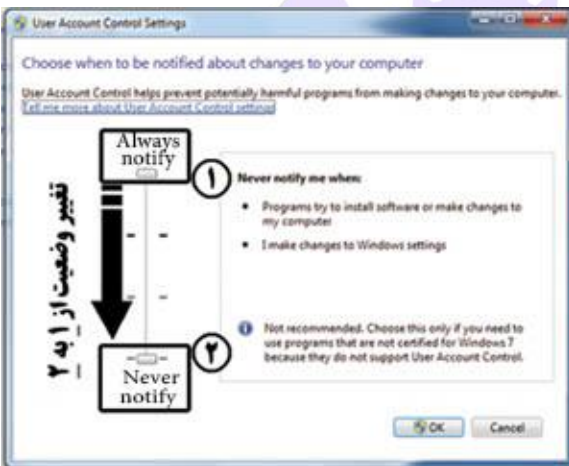 User Account Control Settings
Choose when to be notified about changes to your computer
User Account Control helps prevent potentially harmful programs from making changes to your computer.
Tell me more about User Account Control settings
Always
notify
۱
تغییر وضعیت از ۱ به ۲
Never notify me when:
• Programs try to install software or make changes to
my computer
• I make changes to Windows settings
Not recommended. Choose this only if you need to
use programs that are not certified for Windows 7
because they do not support User Account Control.
۲
Never
notify
OK
Cancel